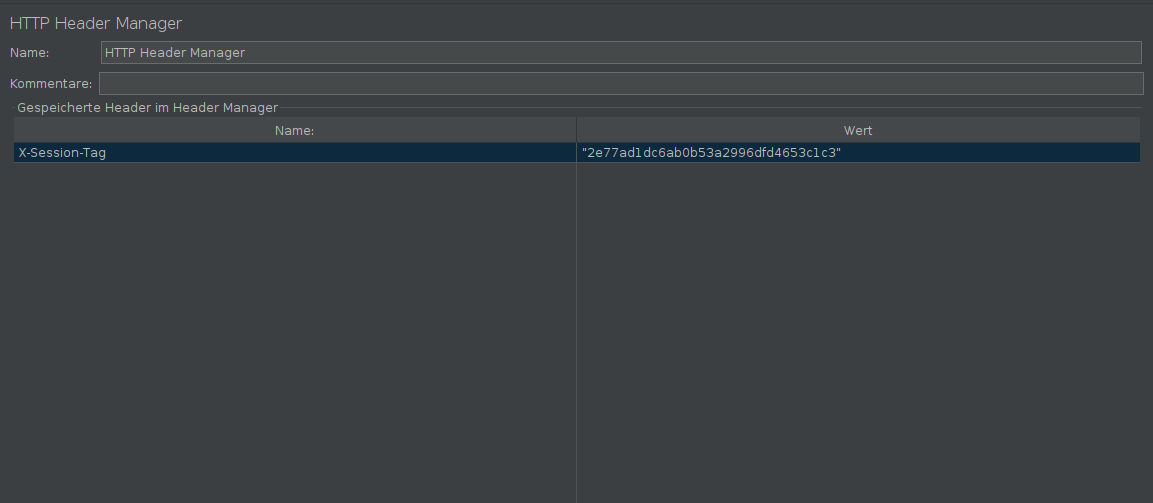 HTTP Header Manager
Name: HTTP Header Manager
Kommentare:
Gespeicherte Header im Header Manager
Name: Wert
X-Session-Tag "2e77ad1dc6ab0b53a2996dfd4653c1c3"